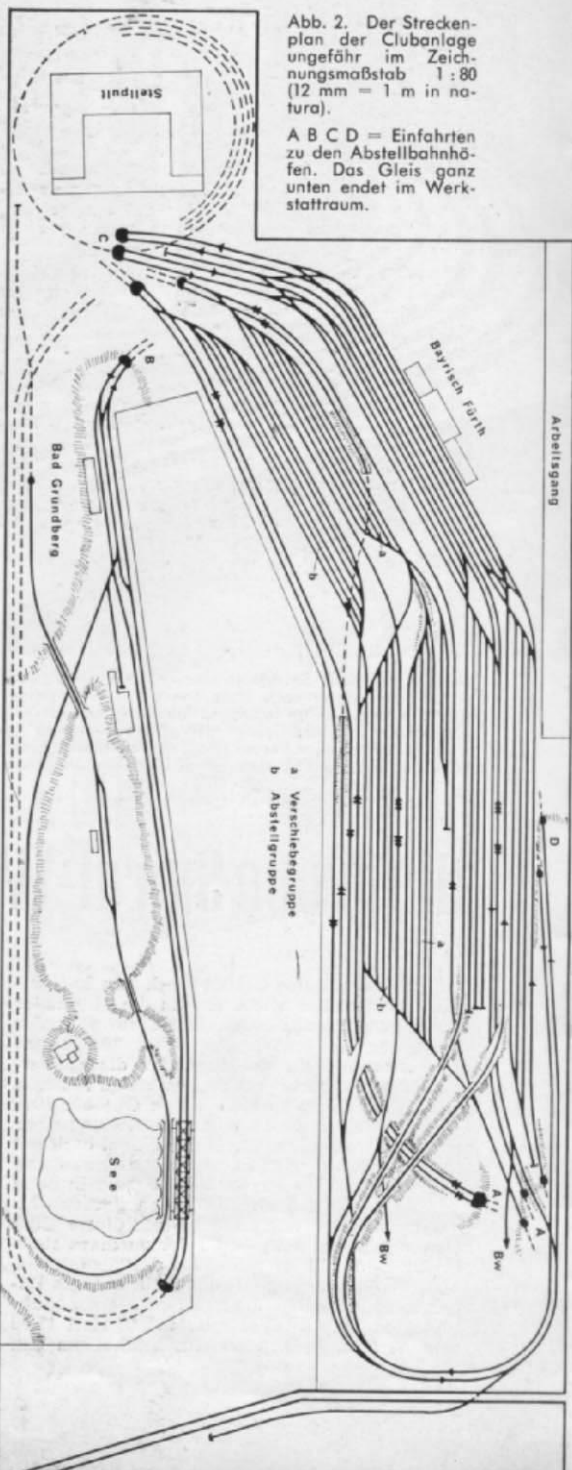 Abb. 2. Der Strecken-
plan der Clubanlage
ungefähr im Zeich-
nungsmaßstab 1 : 80
(12 mm = 1 m in na-
tura).
A B C D = Einfahrten
zu den Abstellbahnhö-
fen. Das Gleis ganz
unten endet im Werk-
stattraum.
Stellpult
C
B
Bayrisch Fürth
Arbeitsgang
Bad Grundberg
a
b
a Verschiebegruppe
b Abstellgruppe
D
a
b
See
A
A
Bw
Bw